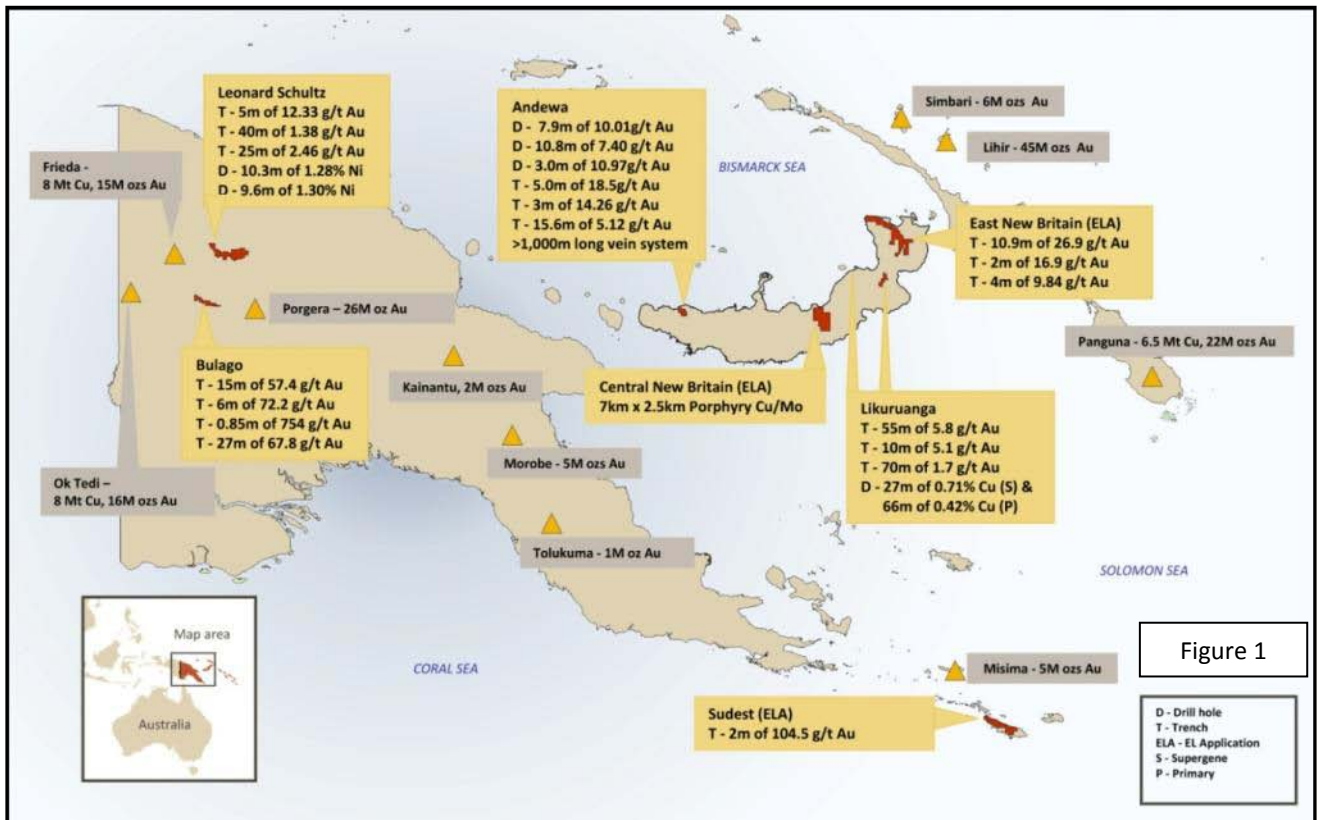 Leonard Schultz
T - 5m of 12.33 g/t Au
T - 40m of 1.38 g/t Au
T - 25m of 2.46 g/t Au
D - 10.3m of 1.28% Ni
D - 9.6m of 1.30% Ni
Frieda -
8 Mt Cu, 15M ozs Au
Andewa
D - 7.9m of 10.01g/t Au
D - 10.8m of 7.40 g/t Au
D - 3.0m of 10.97g/t Au
T - 5.0m of 18.5g/t Au
T - 3m of 14.26 g/t Au
T - 15.6m of 5.12 g/t Au
>1,000m long vein system
BISMARCK SEA
Simbari - 6M ozs Au
Lihir - 45M ozs Au
East New Britain (ELA)
T - 10.9m of 26.9 g/t Au
T - 2m of 16.9 g/t Au
T - 4m of 9.84 g/t Au
Porgera – 26M oz Au
Bulago
T - 15m of 57.4 g/t Au
T - 6m of 72.2 g/t Au
T - 0.85m of 754 g/t Au
T - 27m of 67.8 g/t Au
Kainantu, 2M ozs Au
Central New Britain (ELA)
7km x 2.5km Porphyry Cu/Mo
Panguna - 6.5 Mt Cu, 22M ozs Au
Likuruanga
T - 55m of 5.8 g/t Au
T - 10m of 5.1 g/t Au
T - 70m of 1.7 g/t Au
D - 27m of 0.71% Cu (S) &
66m of 0.42% Cu (P)
Morobe - 5M ozs Au
Ok Tedi –
8 Mt Cu, 16M ozs Au
Tolukuma - 1M oz Au
SOLOMON SEA
Map area
Australia
CORAL SEA
Misima - 5M ozs Au
Figure 1
Sudest (ELA)
T - 2m of 104.5 g/t Au
D - Drill hole
T - Trench
ELA - EL Application
S - Supergene
P - Primary